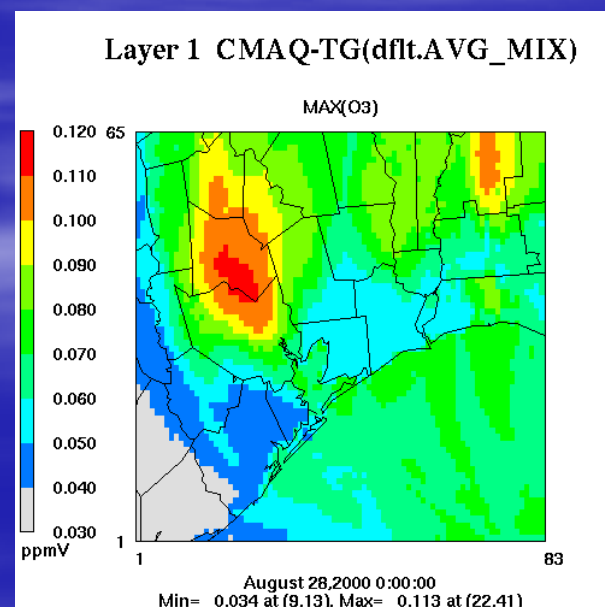 Layer 1 CMAQ-TG(dflt.AVG_MIX)
MAX(O3)
0.120
0.110
0.100
0.090
0.080
0.070
0.060
0.050
0.040
0.030
ppmV
65
1
1
83
August 28,2000 0:00:00
Min= 0.034 at (9,13), Max= 0.113 at (22,41)